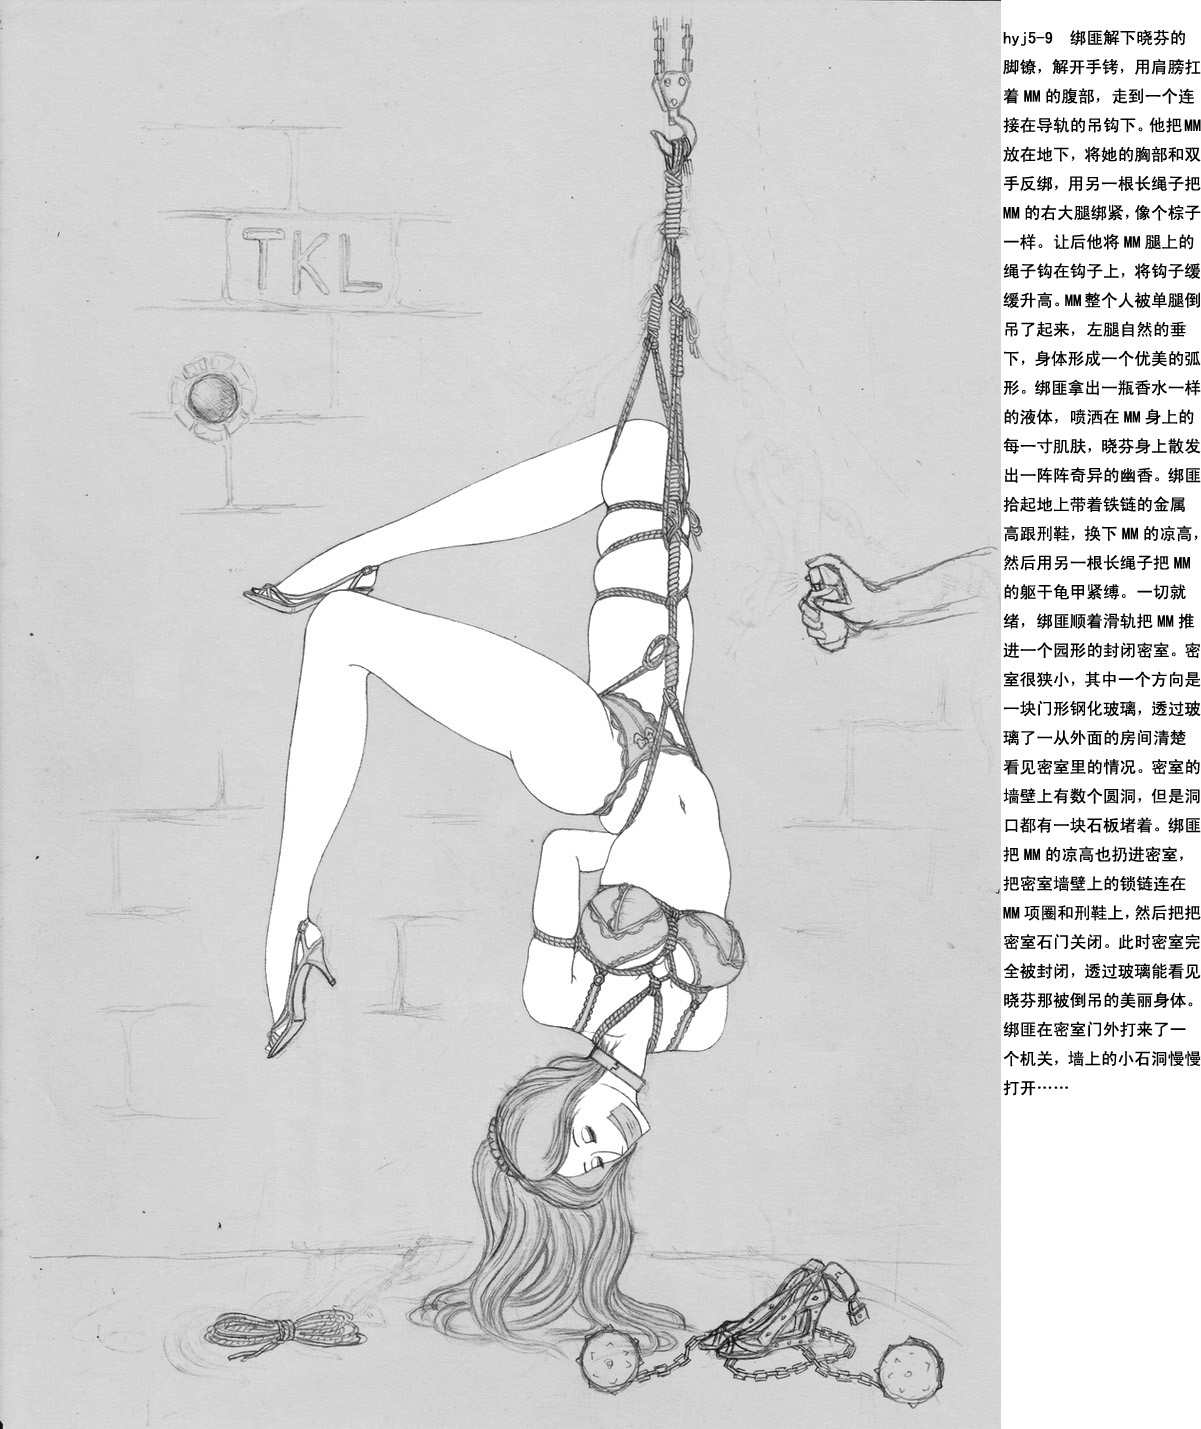 TKL
hyj5-9 绑匪解下晓芬的
脚镣，解开手铐，用肩膀扛
着MM的腹部，走到一个连
接在导轨的吊钩下。他把MM
放在地下，将她的胸部和双
手反绑，用另一根长绳子把
MM的右大腿绑紧，像个棕子
一样。让后他将MM腿上的
绳子钩在钩子上，将钩子缓
缓升高。MM整个人被单腿倒
吊了起来，左腿自然的垂
下，身体形成一个优美的弧
形。绑匪拿出一瓶香水一样
的液体，喷洒在MM身上的
每一寸肌肤，晓芬身上散发
出一阵阵奇异的幽香。绑匪
拾起地上带着铁链的金属
高跟刑鞋，换下MM的凉高，
然后用另一根长绳子把MM
的躯干龟甲紧缚。一切就
绪，绑匪顺着滑轨把MM推
进一个园形的封闭密室。密
室很狭小，其中一个方向是
一块门形钢化玻璃，透过玻
璃了一从外面的房间清楚
看见密室里的情况。密室的
墙壁上有数个圆洞，但是洞
口都有一块石板堵着。绑匪
把MM的凉高也扔进密室，
把密室墙壁上的锁链连在
MM项圈和刑鞋上，然后把把
密室石门关闭。此时密室完
全被封闭，透过玻璃能看见
晓芬那被倒吊的美丽身体。
绑匪在密室门外打来了一
个机关，墙上的小石洞慢慢
打开……